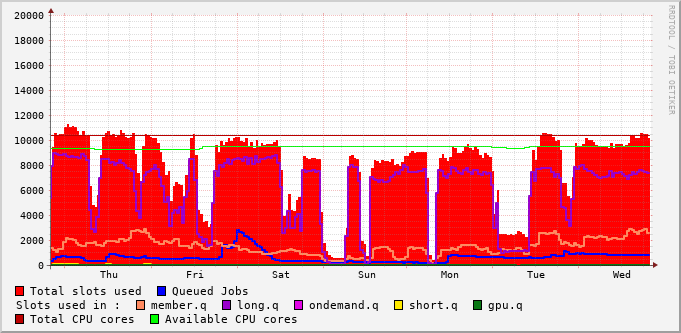 RRDTOOL / TOBI OETIKER
20000
18000
16000
14000
12000
10000
8000
6000
4000
2000
0
Thu Fri Sat Sun Mon Tue Wed
Total slots used Queued Jobs
Slots used in : member.q long.q ondemand.q short.q gpu.q
Total CPU cores Available CPU cores